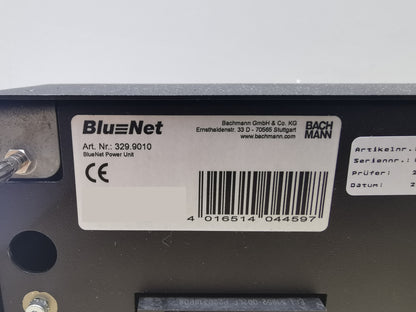 BlueNet
Bachmann GmbH & Co. KG
Ernsthaldenstr. 33 D - 70565 Stuttgart
www.bachmann.com
BACH
MANN
Art. Nr.: 329.9010
BlueNet Power Unit
CE
4 016514 044597
Artikelnr.:
Seriennr.:
Prüfer:
Datum: